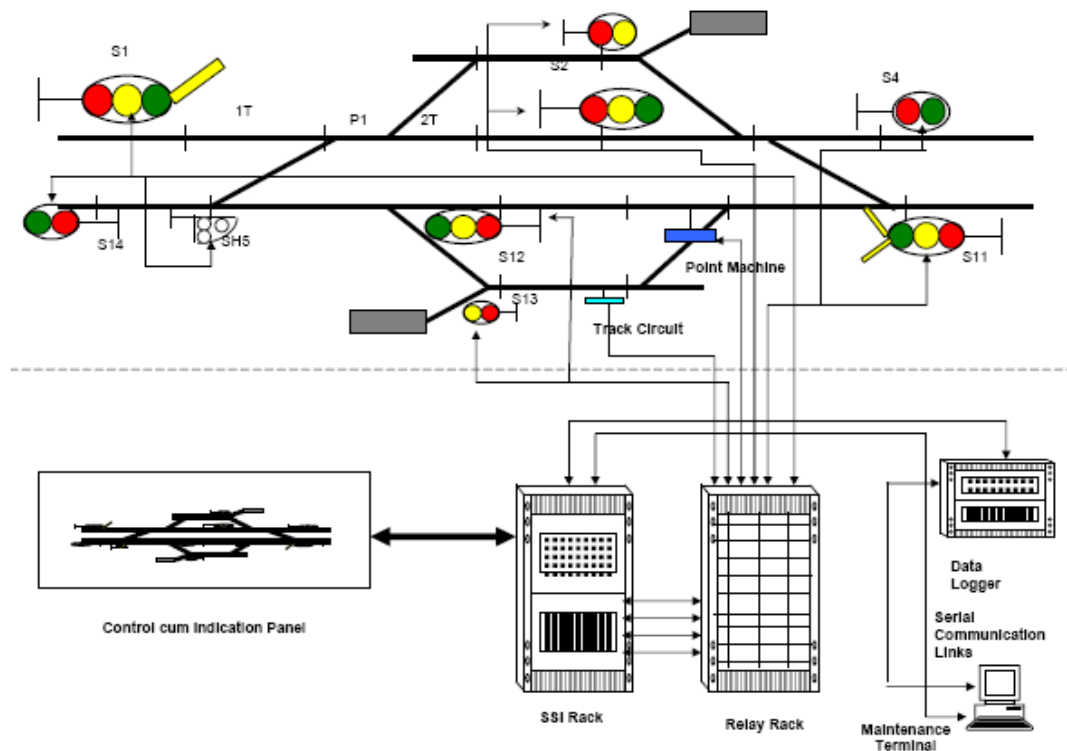 S1
S2
S4
1T
P1
2T
S14
SH5
S12
S11
Point Machine
S13
Track Circuit
Control cum Indication Panel
SSI Rack
Relay Rack
Data
Logger
Serial
Communication
Links
Maintenance
Terminal